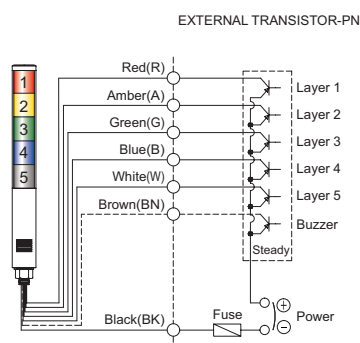 EXTERNAL TRANSISTOR-PN
Red(R)
Layer 1
Amber(A)
Layer 2
Green(G)
Layer 3
Blue(B)
Layer 4
White(W)
Layer 5
Brown(BN)
Buzzer
Steady
1
2
3
4
5
Black(BK)
Fuse
+
Power
−